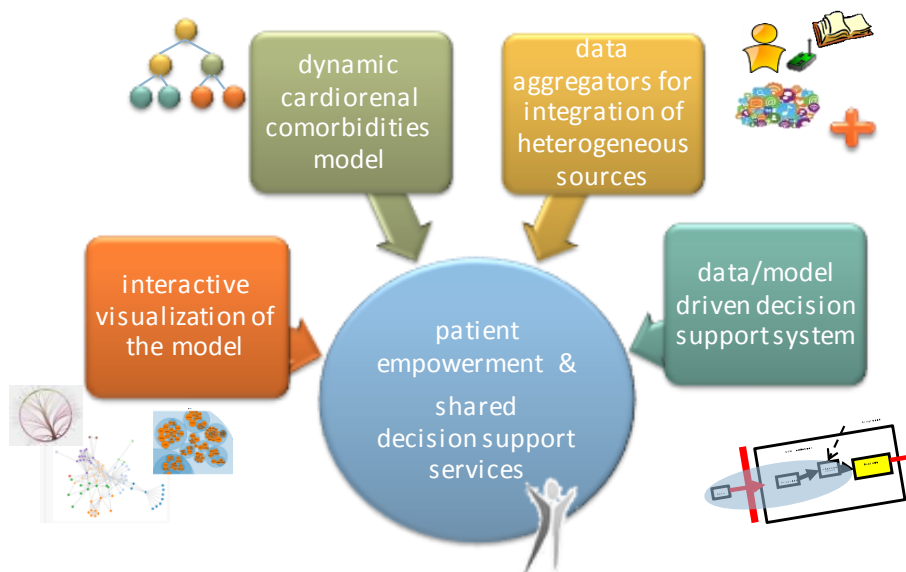 dynamic
cardiorenal
comorbidities
model
data
aggregators for
integration of
heterogeneous
sources
interactive
visualization of
the model
data/model
driven decision
support system
patient
empowerment &
shared
decision support
services